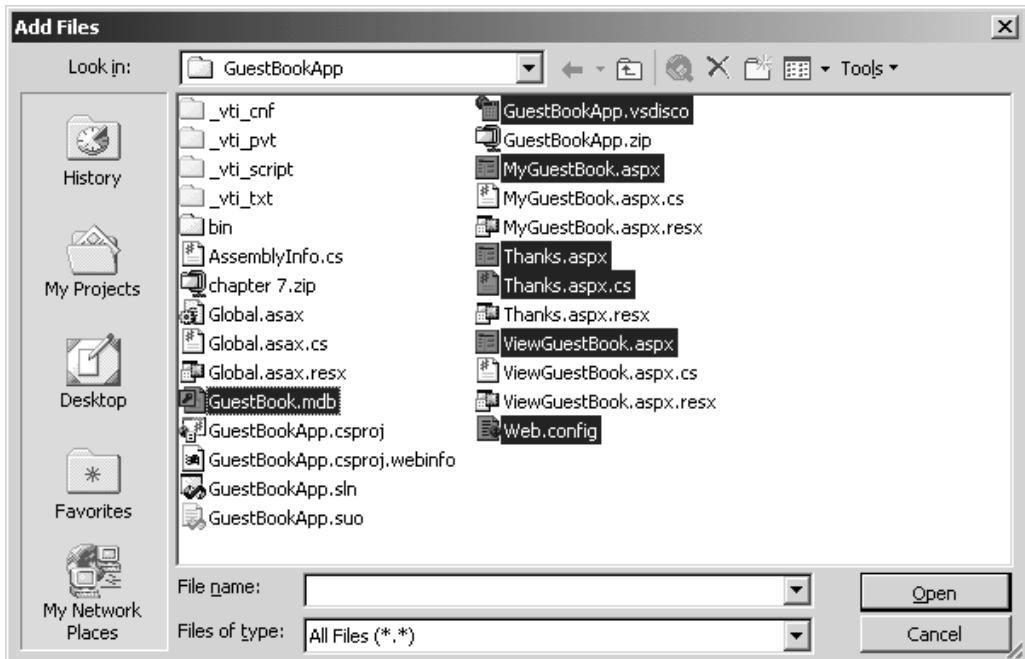 Add Files
Look in:
GuestBookApp
Tools
History
My Projects
Desktop
Favorites
My Network
Places
_vti_cnf
_vti_pvt
_vti_script
_vti_txt
bin
AssemblyInfo.cs
chapter 7.zip
Global.asax
Global.asax.cs
Global.asax.resx
GuestBook.mdb
GuestBookApp.csproj
GuestBookApp.csproj.webinfo
GuestBookApp.sln
GuestBookApp.suo
GuestBookApp.vsdisco
GuestBookApp.zip
MyGuestBook.aspx
MyGuestBook.aspx.cs
MyGuestBook.aspx.resx
Thanks.aspx
Thanks.aspx.cs
Thanks.aspx.resx
ViewGuestBook.aspx
ViewGuestBook.aspx.cs
ViewGuestBook.aspx.resx
Web.config
File name:
Open
Files of type:
All Files (*.*)
Cancel